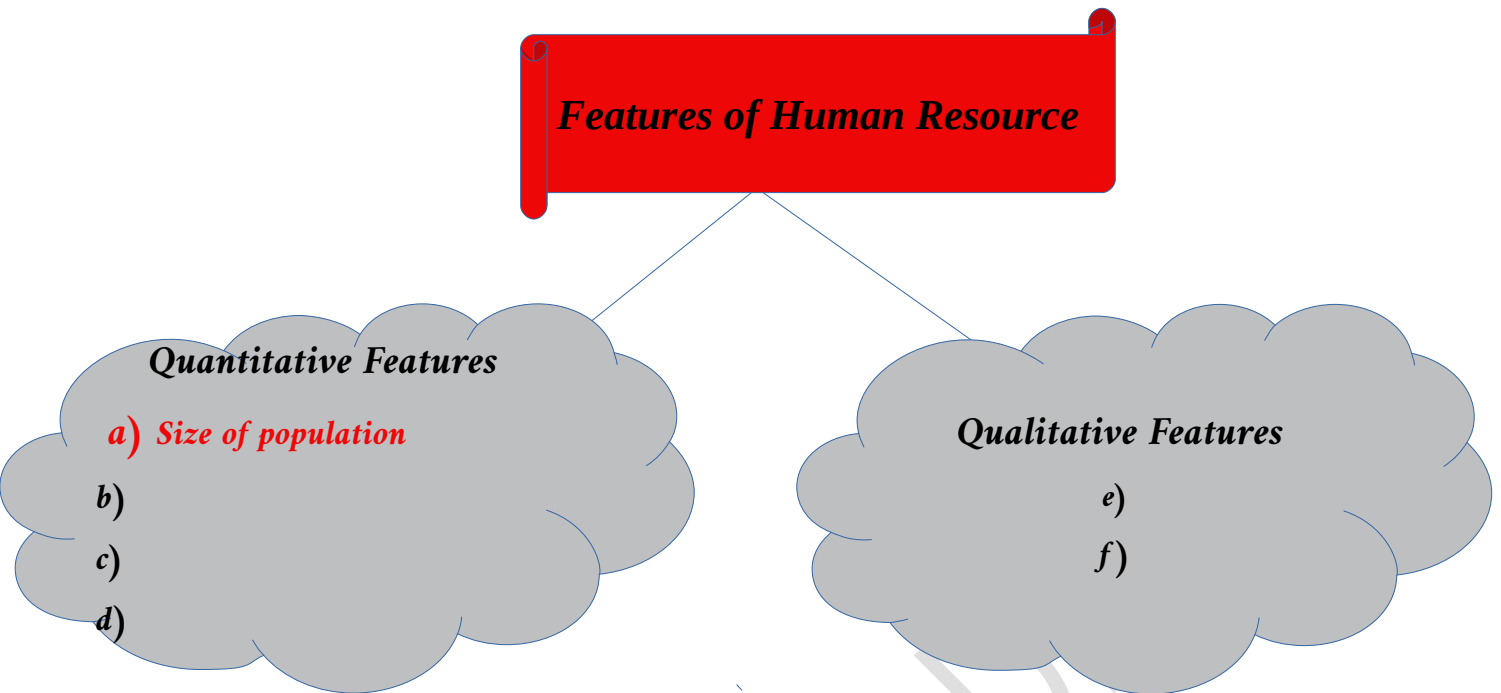 Features of Human Resource
Quantitative Features
a) Size of population
b)
c)
d)
Qualitative Features
e)
f)